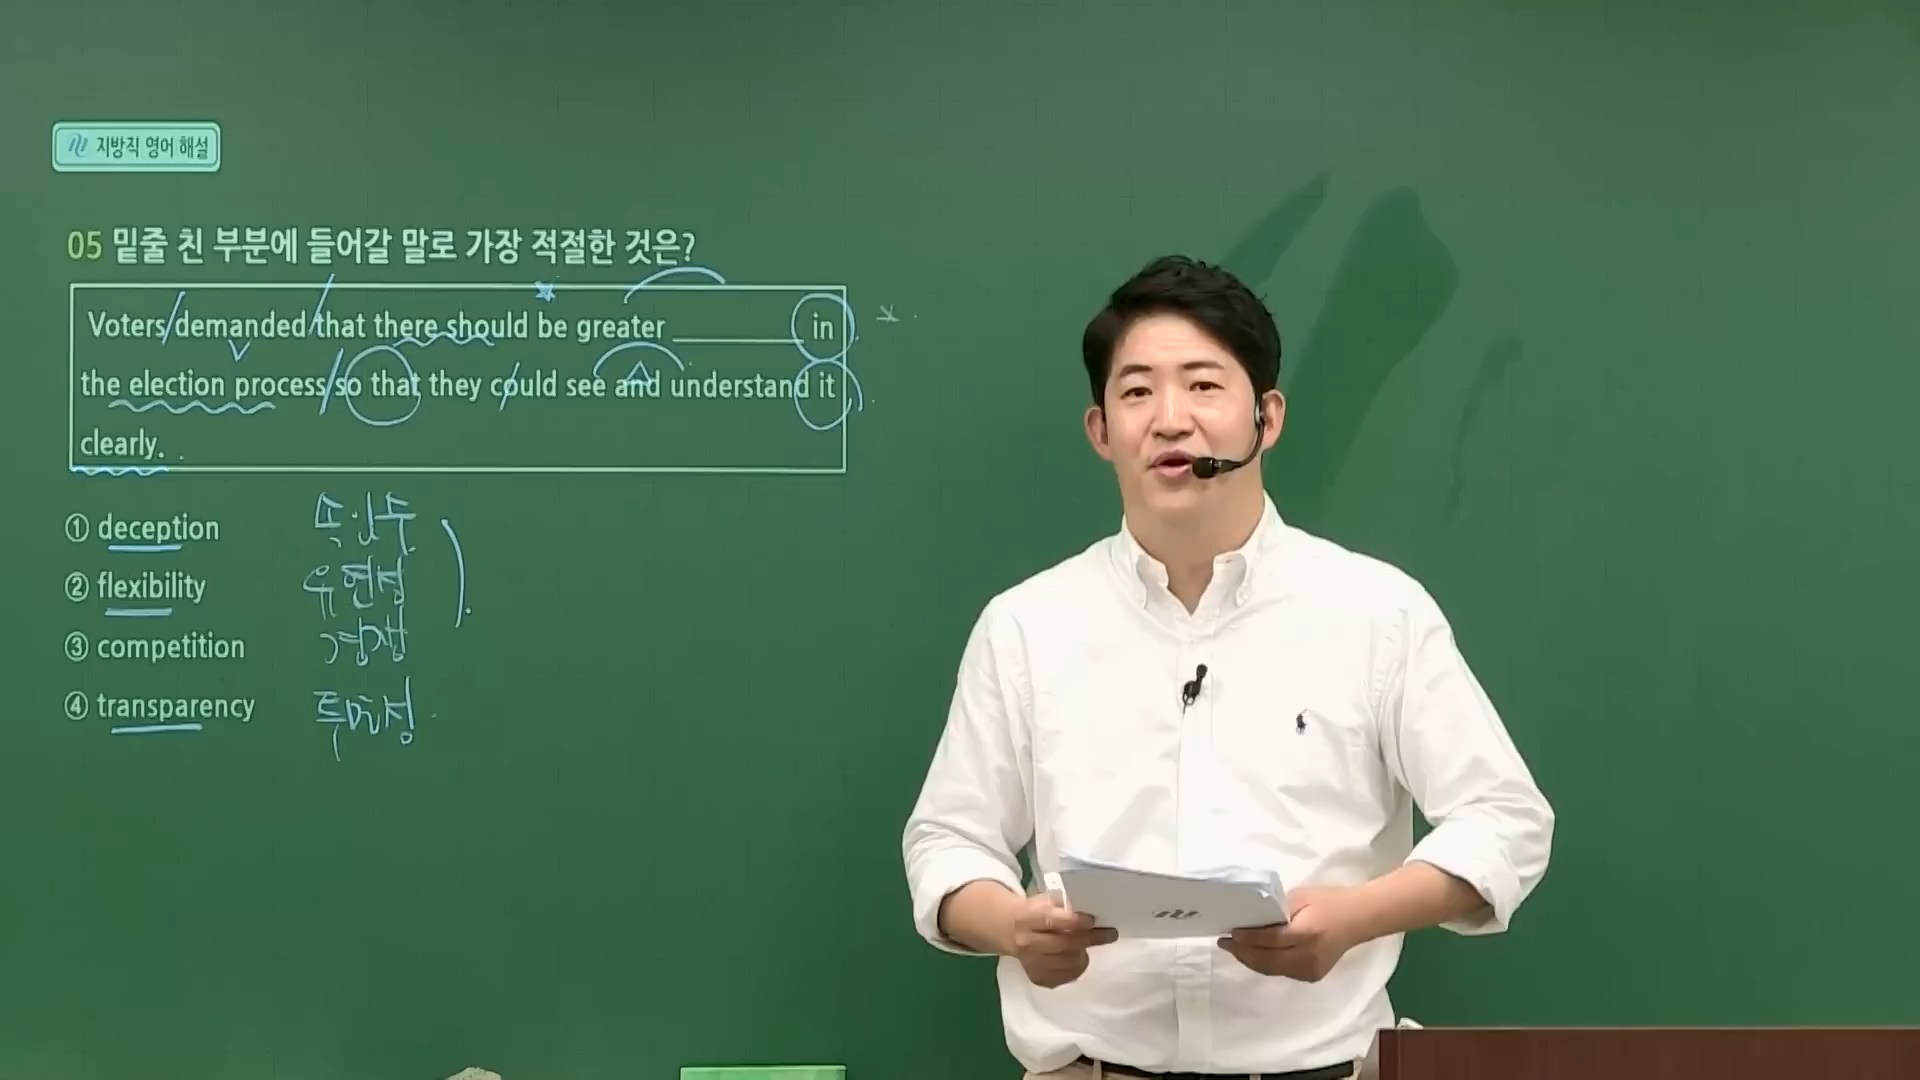 지방직 영어 해설
05 밑줄 친 부분에 들어갈 말로 가장 적절한 것은?
Voters demanded that there should be greater __________ in
the election process so that they could see and understand it
clearly.
① deception 속임수
② flexibility 유연성
③ competition 경쟁
④ transparency 투명성